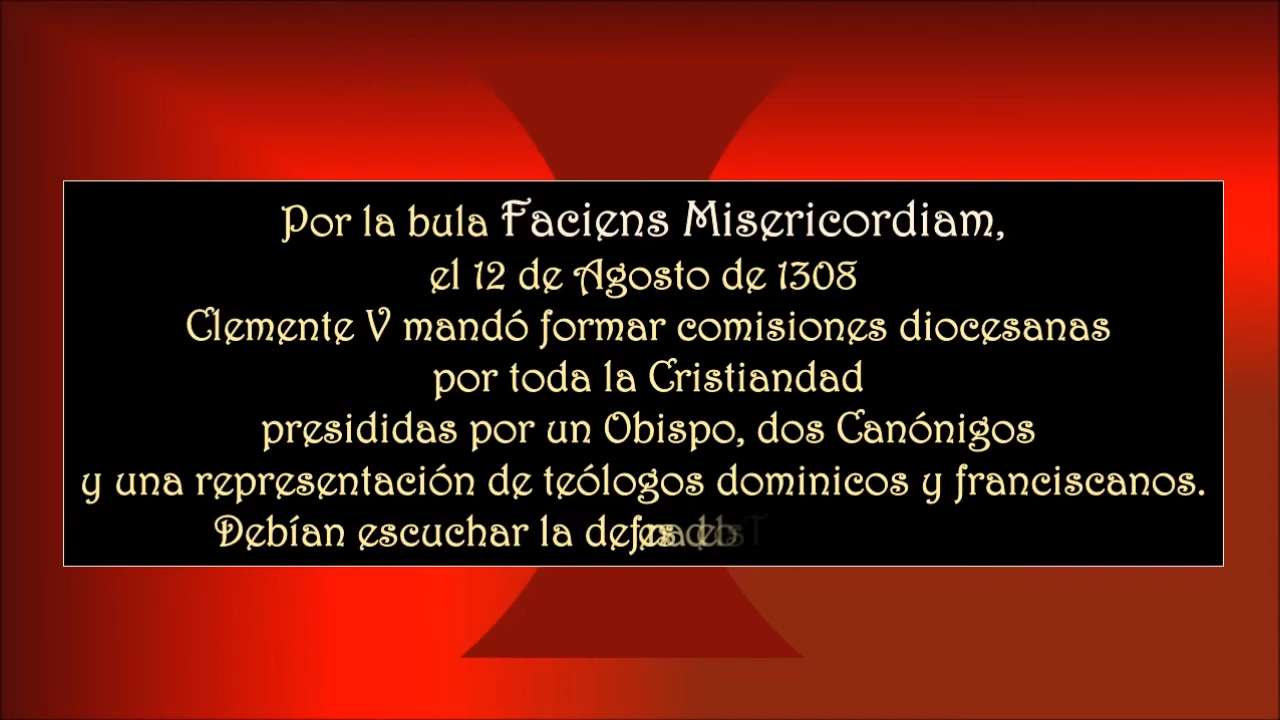 Por la bula Faciens Misericordiam,
el 12 de Agosto de 1308
Clemente V mandó formar comisiones diocesanas
por toda la Cristiandad
presididas por un Obispo, dos Canónigos
y una representación de teólogos dominicos y franciscanos.
Debían escuchar la